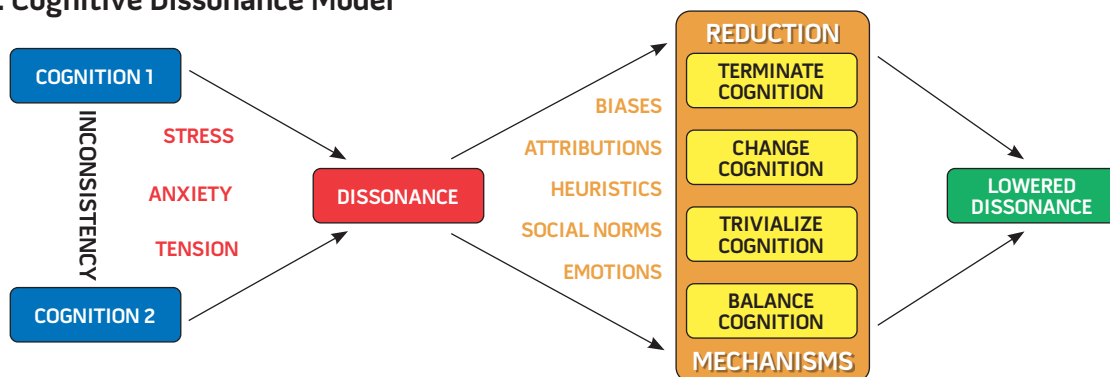 . Cognitive Dissonance Model
COGNITION 1
INCONSISTENCY
COGNITION 2
STRESS
ANXIETY
TENSION
DISSONANCE
BIASES
ATTRIBUTIONS
HEURISTICS
SOCIAL NORMS
EMOTIONS
REDUCTION
TERMINATE
COGNITION
CHANGE
COGNITION
TRIVIALIZE
COGNITION
BALANCE
COGNITION
MECHANISMS
LOWERED
DISSONANCE